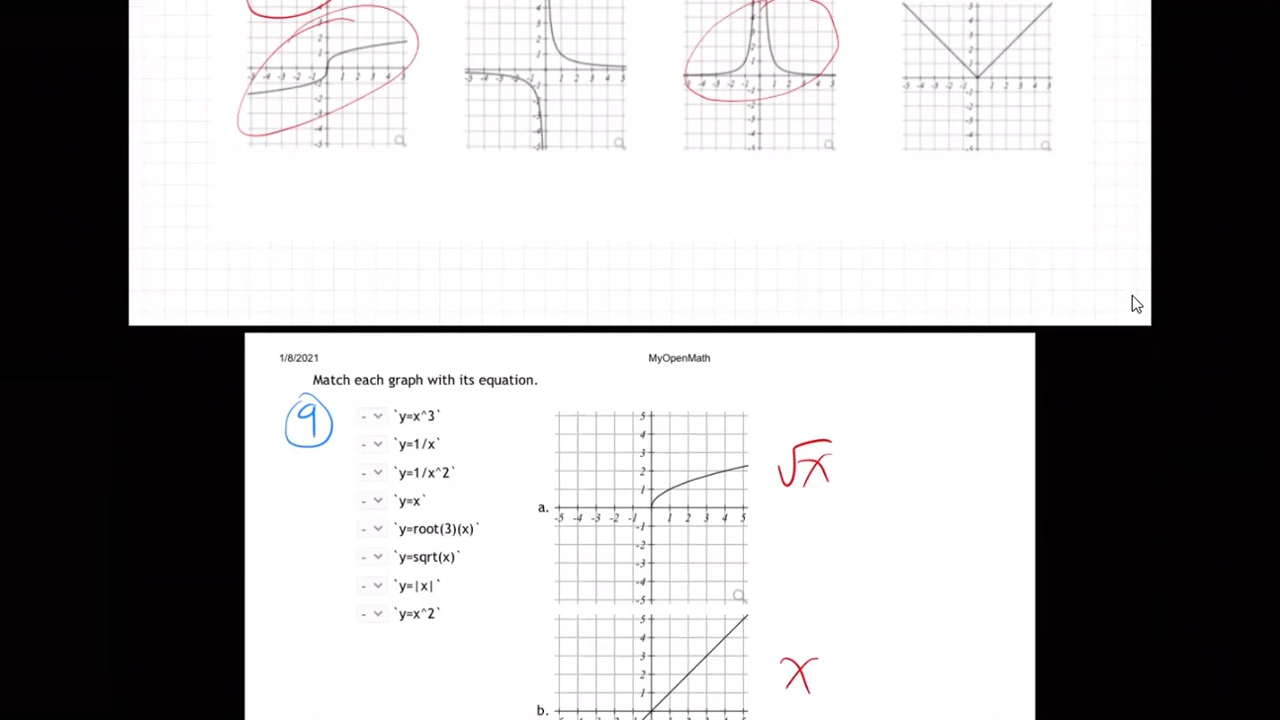 1/8/2021 MyOpenMath
Match each graph with its equation.
9
- `y=x^3`
- `y=1/x`
- `y=1/x^2`
- `y=x`
- `y=root(3)(x)`
- `y=sqrt(x)`
- `y=|x|`
- `y=x^2`
a.
√x
b.
x